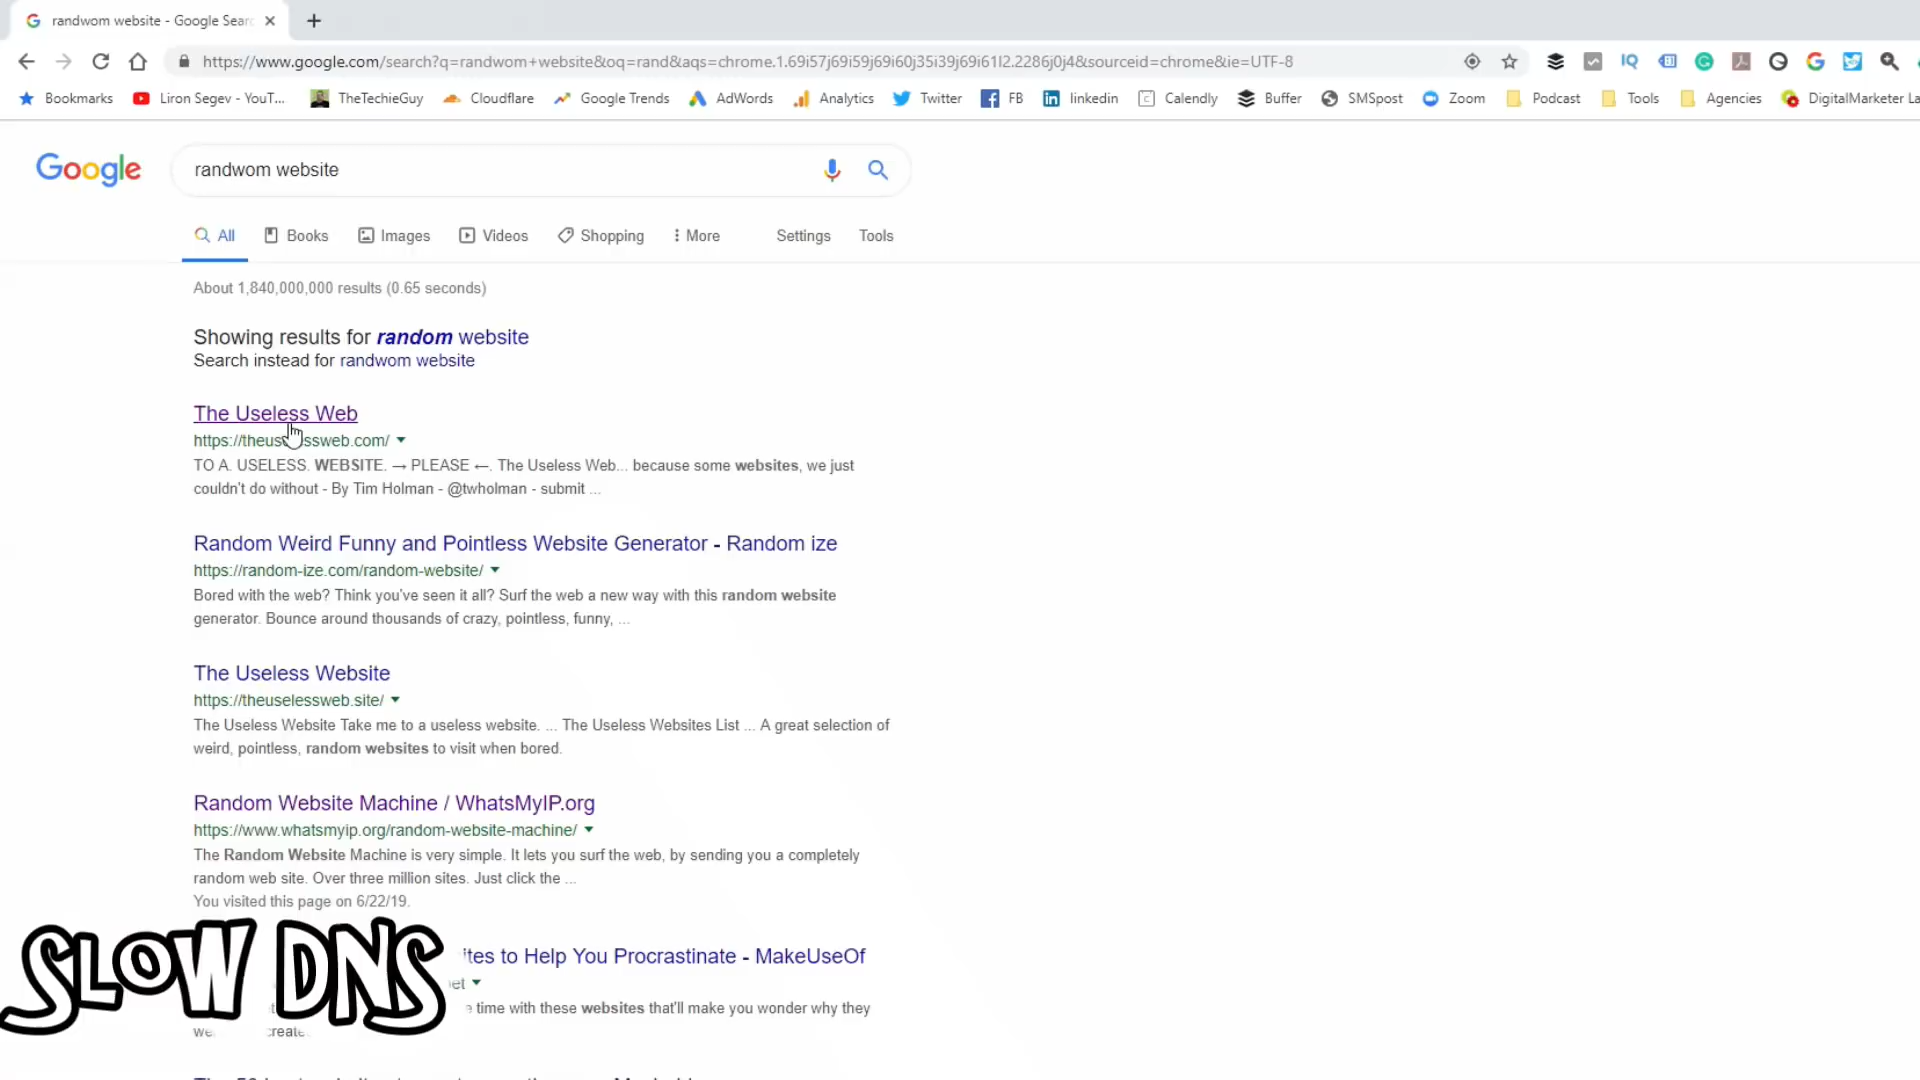 randwom website - Google Sear
https://www.google.com/search?q=randwom+website&oq=rand&aqs=chrome.1.69i57j69i59j69i60j35i39j69i61l2.2286j0j4&sourceid=chrome&ie=UTF-8
Bookmarks Liron Segev - YouT... TheTechieGuy Cloudflare Google Trends AdWords Analytics Twitter FB linkedin Calendly Buffer SMSpost Zoom Podcast Tools Agencies DigitalMarketer La
Google randwom website
All Books Images Videos Shopping More Settings Tools
About 1,840,000,000 results (0.65 seconds)
Showing results for random website
Search instead for randwom website
The Useless Web
https://theuselessweb.com/
TO A. USELESS. WEBSITE. → PLEASE ←. The Useless Web... because some websites, we just
couldn't do without - By Tim Holman - @twholman - submit ...
Random Weird Funny and Pointless Website Generator - Random ize
https://random-ize.com/random-website/
Bored with the web? Think you've seen it all? Surf the web a new way with this random website
generator. Bounce around thousands of crazy, pointless, funny, ...
The Useless Website
https://theuselessweb.site/
The Useless Website Take me to a useless website. ... The Useless Websites List ... A great selection of
weird, pointless, random websites to visit when bored.
Random Website Machine / WhatsMyIP.org
https://www.whatsmyip.org/random-website-machine/
The Random Website Machine is very simple. It lets you surf the web, by sending you a completely
random web site. Over three million sites. Just click the ...
You visited this page on 6/22/19.
SLOW DNS
ites to Help You Procrastinate - MakeUseOf
time with these websites that'll make you wonder why they